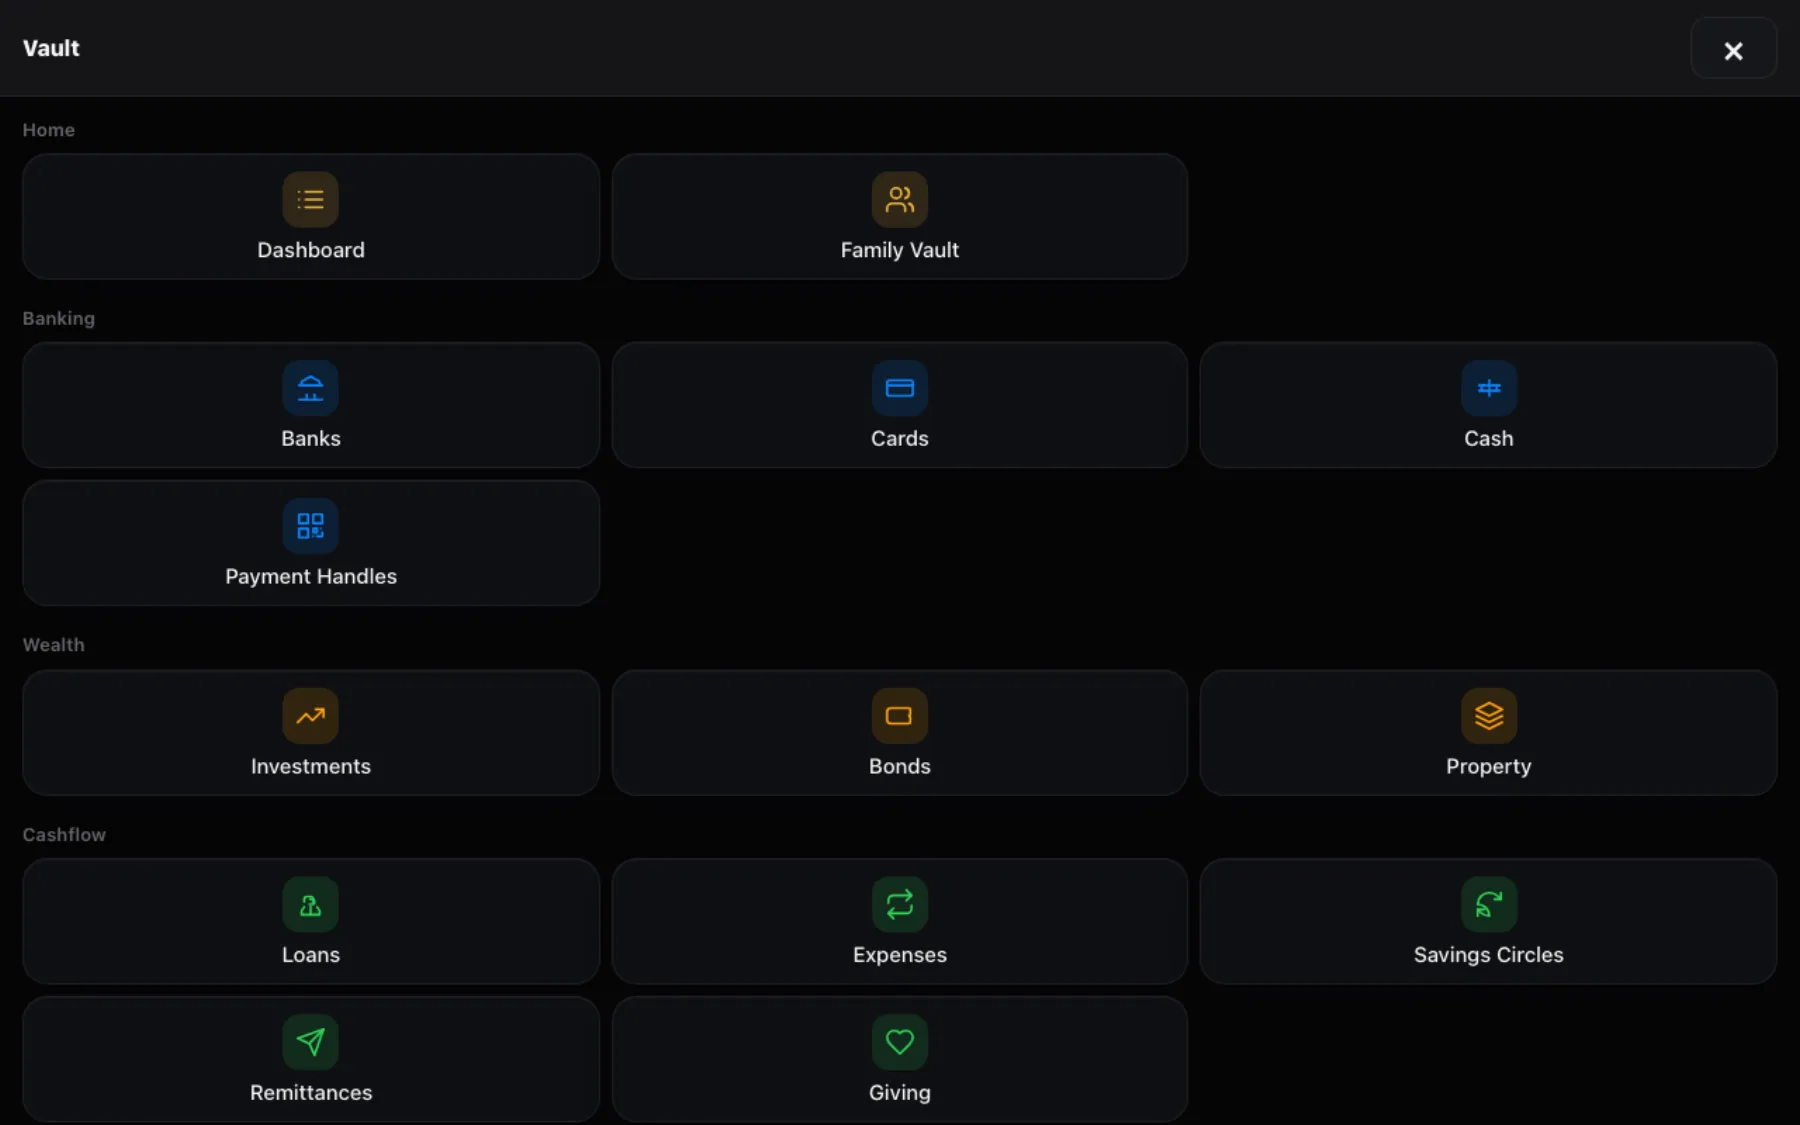 Vault
Home
Dashboard
Family Vault
Banking
Banks
Cards
Cash
Payment Handles
Wealth
Investments
Bonds
Property
Cashflow
Loans
Expenses
Savings Circles
Remittances
Giving